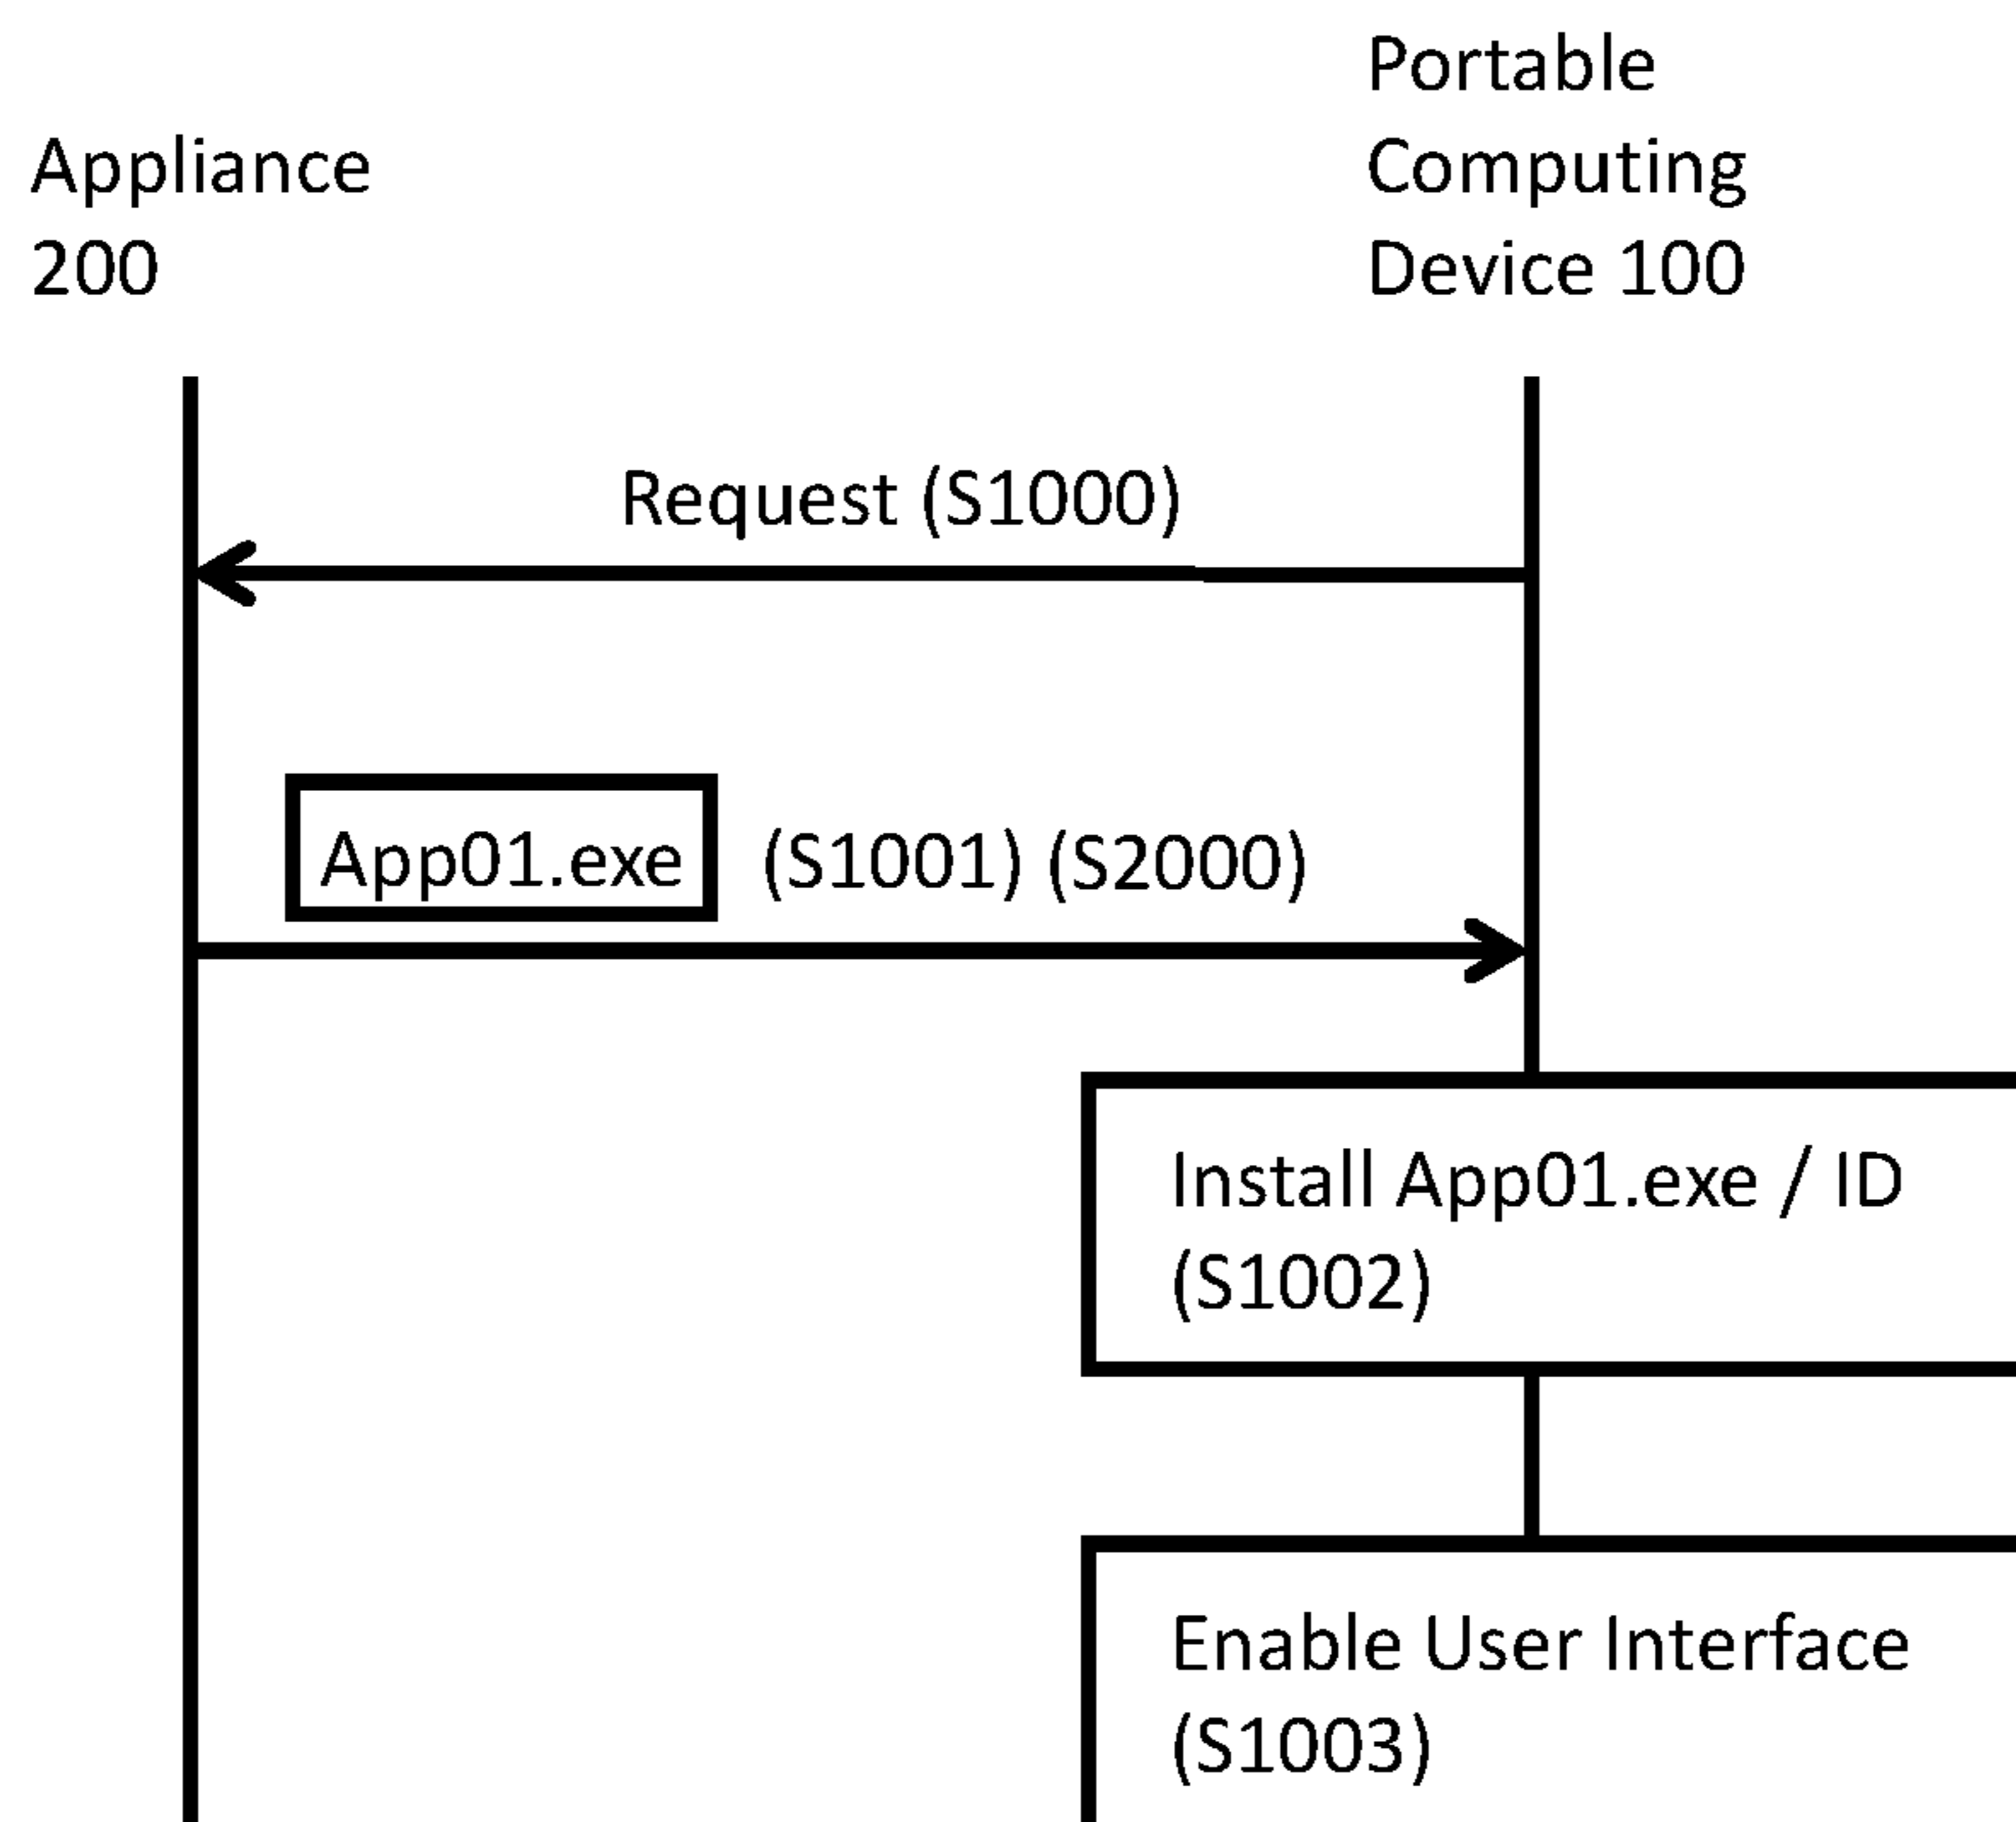 Appliance
200
Portable
Computing
Device 100
Request (S1000)
App01.exe (S1001) (S2000)
Install App01.exe / ID
(S1002)
Enable User Interface
(S1003)